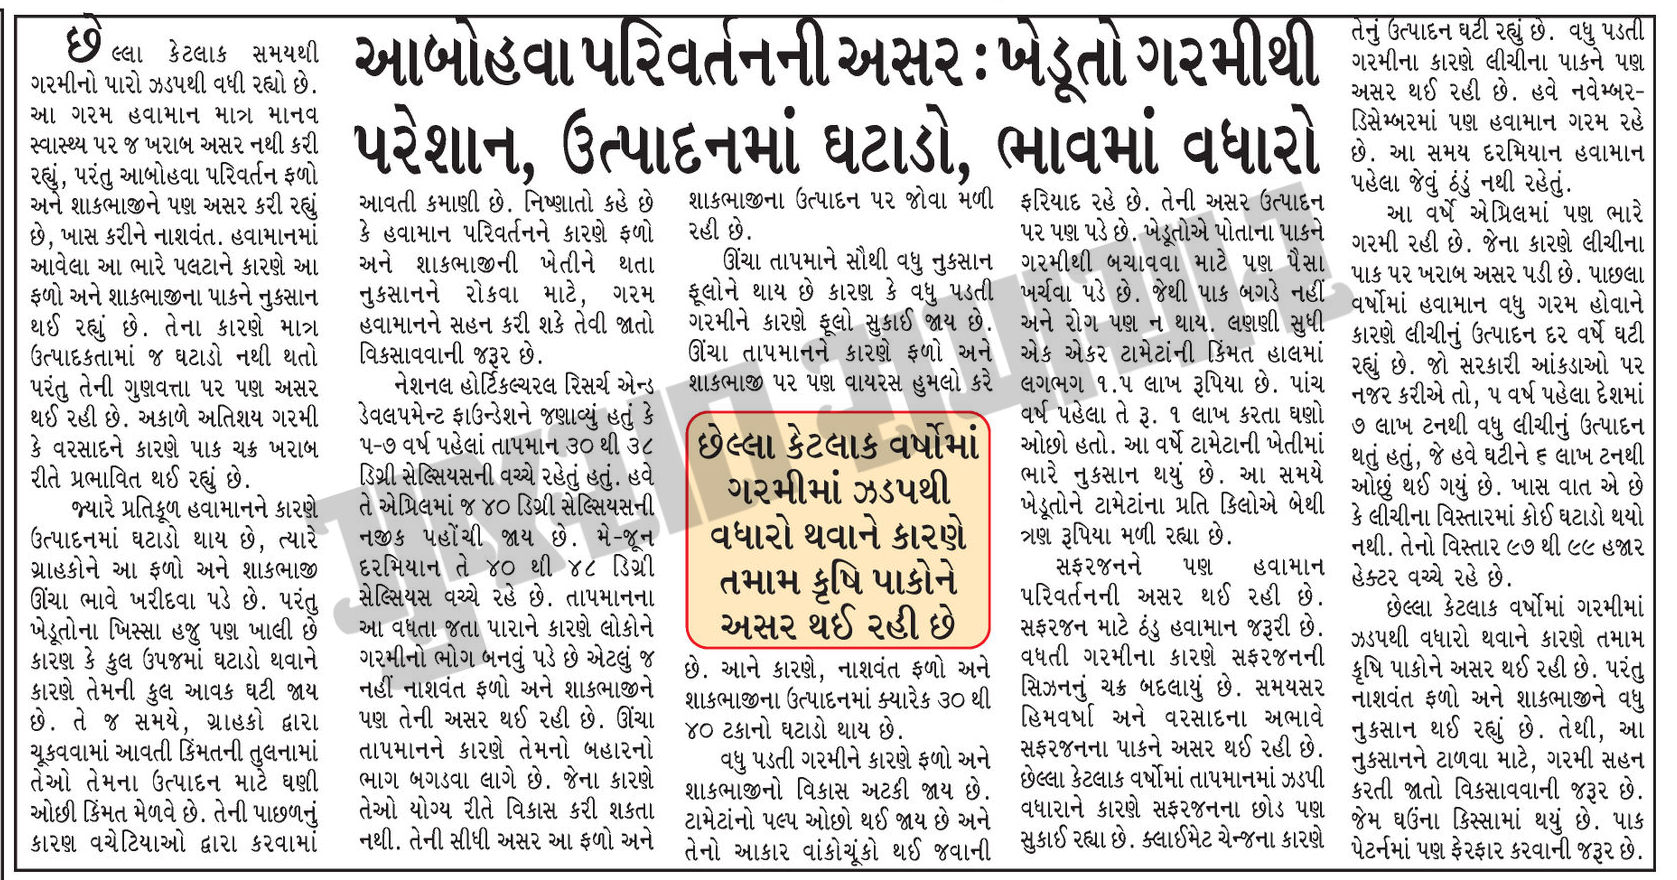 આબોહવા પરિવર્તનની અસર : ખેડૂતો ગરમીથી
પરેશાન, ઉત્પાદનમાં ઘટાડો, ભાવમાં વધારો
છેલ્લા કેટલાક સમયથી
ગરમીનો પારો ઝડપથી વધી રહ્યો છે.
આ ગરમ હવામાન માત્ર માનવ
સ્વાસ્થ્ય પર જ ખરાબ અસર નથી કરી
રહ્યું, પરંતુ આબોહવા પરિવર્તન ફળો
અને શાકભાજીને પણ અસર કરી રહ્યું
છે, ખાસ કરીને નાશવંત. હવામાનમાં
આવેલા આ ભારે પલટાને કારણે આ
ફળો અને શાકભાજીના પાકને નુકસાન
થઈ રહ્યું છે. તેના કારણે માત્ર
ઉત્પાદકતામાં જ ઘટાડો નથી થતો
પરંતુ તેની ગુણવત્તા પર પણ અસર
થઈ રહી છે. અકાળે અતિશય ગરમી
કે વરસાદને કારણે પાક ચક્ર ખરાબ
રીતે પ્રભાવિત થઈ રહ્યું છે.
જ્યારે પ્રતિકૂળ હવામાનને કારણે
ઉત્પાદનમાં ઘટાડો થાય છે, ત્યારે
ગ્રાહકોને આ ફળો અને શાકભાજી
ઊંચા ભાવે ખરીદવા પડે છે. પરંતુ
ખેડૂતોના ખિસ્સા હજુ પણ ખાલી છે
કારણ કે કુલ ઉપજમાં ઘટાડો થવાને
કારણે તેમની કુલ આવક ઘટી જાય
છે. તે જ સમયે, ગ્રાહકો દ્વારા
ચૂકવવામાં આવતી કિંમતની તુલનામાં
તેઓ તેમના ઉત્પાદન માટે ઘણી
ઓછી કિંમત મેળવે છે. તેની પાછળનું
કારણ વચેટિયાઓ દ્વારા કરવામાં
આવતી કમાણી છે. નિષ્ણાતો કહે છે
કે હવામાન પરિવર્તનને કારણે ફળો
અને શાકભાજીની ખેતીને થતા
નુકસાનને રોકવા માટે, ગરમ
હવામાનને સહન કરી શકે તેવી જાતો
વિકસાવવાની જરૂર છે.
નેશનલ હોર્ટિકલ્ચરલ રિસર્ચ એન્ડ
ડેવલપમેન્ટ ફાઉન્ડેશને જણાવ્યું હતું કે
૫-૭ વર્ષ પહેલાં તાપમાન ૩૦ થી ૩૮
ડિગ્રી સેલ્સિયસની વચ્ચે રહેતું હતું. હવે
તે એપ્રિલમાં જ ૪૦ ડિગ્રી સેલ્સિયસની
નજીક પહોંચી જાય છે. મે-જૂન
દરમિયાન તે ૪૦ થી ૪૮ ડિગ્રી
સેલ્સિયસ વચ્ચે રહે છે. તાપમાનના
આ વધતા જતા પારાને કારણે લોકોને
ગરમીનો ભોગ બનવું પડે છે એટલું જ
નહીં નાશવંત ફળો અને શાકભાજીને
પણ તેની અસર થઈ રહી છે. ઊંચા
તાપમાનને કારણે તેમનો બહારનો
ભાગ બગડવા લાગે છે. જેના કારણે
તેઓ યોગ્ય રીતે વિકાસ કરી શકતા
નથી. તેની સીધી અસર આ ફળો અને
શાકભાજીના ઉત્પાદન પર જોવા મળી
રહી છે.
ઊંચા તાપમાને સૌથી વધુ નુકસાન
ફૂલોને થાય છે કારણ કે વધુ પડતી
ગરમીને કારણે ફૂલો સુકાઈ જાય છે.
ઊંચા તાપમાનને કારણે ફળો અને
શાકભાજી પર પણ વાયરસ હુમલો કરે
છેલ્લા કેટલાક વર્ષોમાં
ગરમીમાં ઝડપથી
વધારો થવાને કારણે
તમામ કૃષિ પાકોને
અસર થઈ રહી છે
છે. આને કારણે, નાશવંત ફળો અને
શાકભાજીના ઉત્પાદનમાં ક્યારેક ૩૦ થી
૪૦ ટકાનો ઘટાડો થાય છે.
વધુ પડતી ગરમીને કારણે ફળો અને
શાકભાજીનો વિકાસ અટકી જાય છે.
ટામેટાંનો પલ્પ ઓછો થઈ જાય છે અને
તેનો આકાર વાંકોચૂંકો થઈ જવાની
ફરિયાદ રહે છે. તેની અસર ઉત્પાદન
પર પણ પડે છે. ખેડૂતોએ પોતાના પાકને
ગરમીથી બચાવવા માટે પણ પૈસા
ખર્ચવા પડે છે. જેથી પાક બગડે નહીં
અને રોગ પણ ન થાય. લણણી સુધી
એક એકર ટામેટાંની કિંમત હાલમાં
લગભગ ૧.૫ લાખ રૂપિયા છે. પાંચ
વર્ષ પહેલા તે રૂ. ૧ લાખ કરતા ઘણો
ઓછો હતો. આ વર્ષે ટામેટાની ખેતીમાં
ભારે નુકસાન થયું છે. આ સમયે
ખેડૂતોને ટામેટાંના પ્રતિ કિલોએ બેથી
ત્રણ રૂપિયા મળી રહ્યા છે.
સફરજનને પણ હવામાન
પરિવર્તનની અસર થઈ રહી છે.
સફરજન માટે ઠંડુ હવામાન જરૂરી છે.
વધતી ગરમીના કારણે સફરજનની
સિઝનનું ચક્ર બદલાયું છે. સમયસર
હિમવર્ષા અને વરસાદના અભાવે
સફરજનના પાકને અસર થઈ રહી છે.
છેલ્લા કેટલાક વર્ષોમાં તાપમાનમાં ઝડપી
વધારાને કારણે સફરજનના છોડ પણ
સુકાઈ રહ્યા છે. ક્લાઈમેટ ચેન્જના કારણે
તેનું ઉત્પાદન ઘટી રહ્યું છે. વધુ પડતી
ગરમીના કારણે લીચીના પાકને પણ
અસર થઈ રહી છે. હવે નવેમ્બર-
ડિસેમ્બરમાં પણ હવામાન ગરમ રહે
છે. આ સમય દરમિયાન હવામાન
પહેલા જેવું ઠંડું નથી રહેતું.
આ વર્ષે એપ્રિલમાં પણ ભારે
ગરમી રહી છે. જેના કારણે લીચીના
પાક પર ખરાબ અસર પડી છે. પાછલા
વર્ષોમાં હવામાન વધુ ગરમ હોવાને
કારણે લીચીનું ઉત્પાદન દર વર્ષે ઘટી
રહ્યું છે. જો સરકારી આંકડાઓ પર
નજર કરીએ તો, ૫ વર્ષ પહેલા દેશમાં
૭ લાખ ટનથી વધુ લીચીનું ઉત્પાદન
થતું હતું, જે હવે ઘટીને ૬ લાખ ટનથી
ઓછું થઈ ગયું છે. ખાસ વાત એ છે
કે લીચીના વિસ્તારમાં કોઈ ઘટાડો થયો
નથી. તેનો વિસ્તાર ૯૭ થી ૯૯ હજાર
હેક્ટર વચ્ચે રહે છે.
છેલ્લા કેટલાક વર્ષોમાં ગરમીમાં
ઝડપથી વધારો થવાને કારણે તમામ
કૃષિ પાકોને અસર થઈ રહી છે. પરંતુ
નાશવંત ફળો અને શાકભાજીને વધુ
નુકસાન થઈ રહ્યું છે. તેથી, આ
નુકસાનને ટાળવા માટે, ગરમી સહન
કરતી જાતો વિકસાવવાની જરૂર છે.
જેમ ઘઉંના કિસ્સામાં થયું છે. પાક
પેટર્નમાં પણ ફેરફાર કરવાની જરૂર છે.